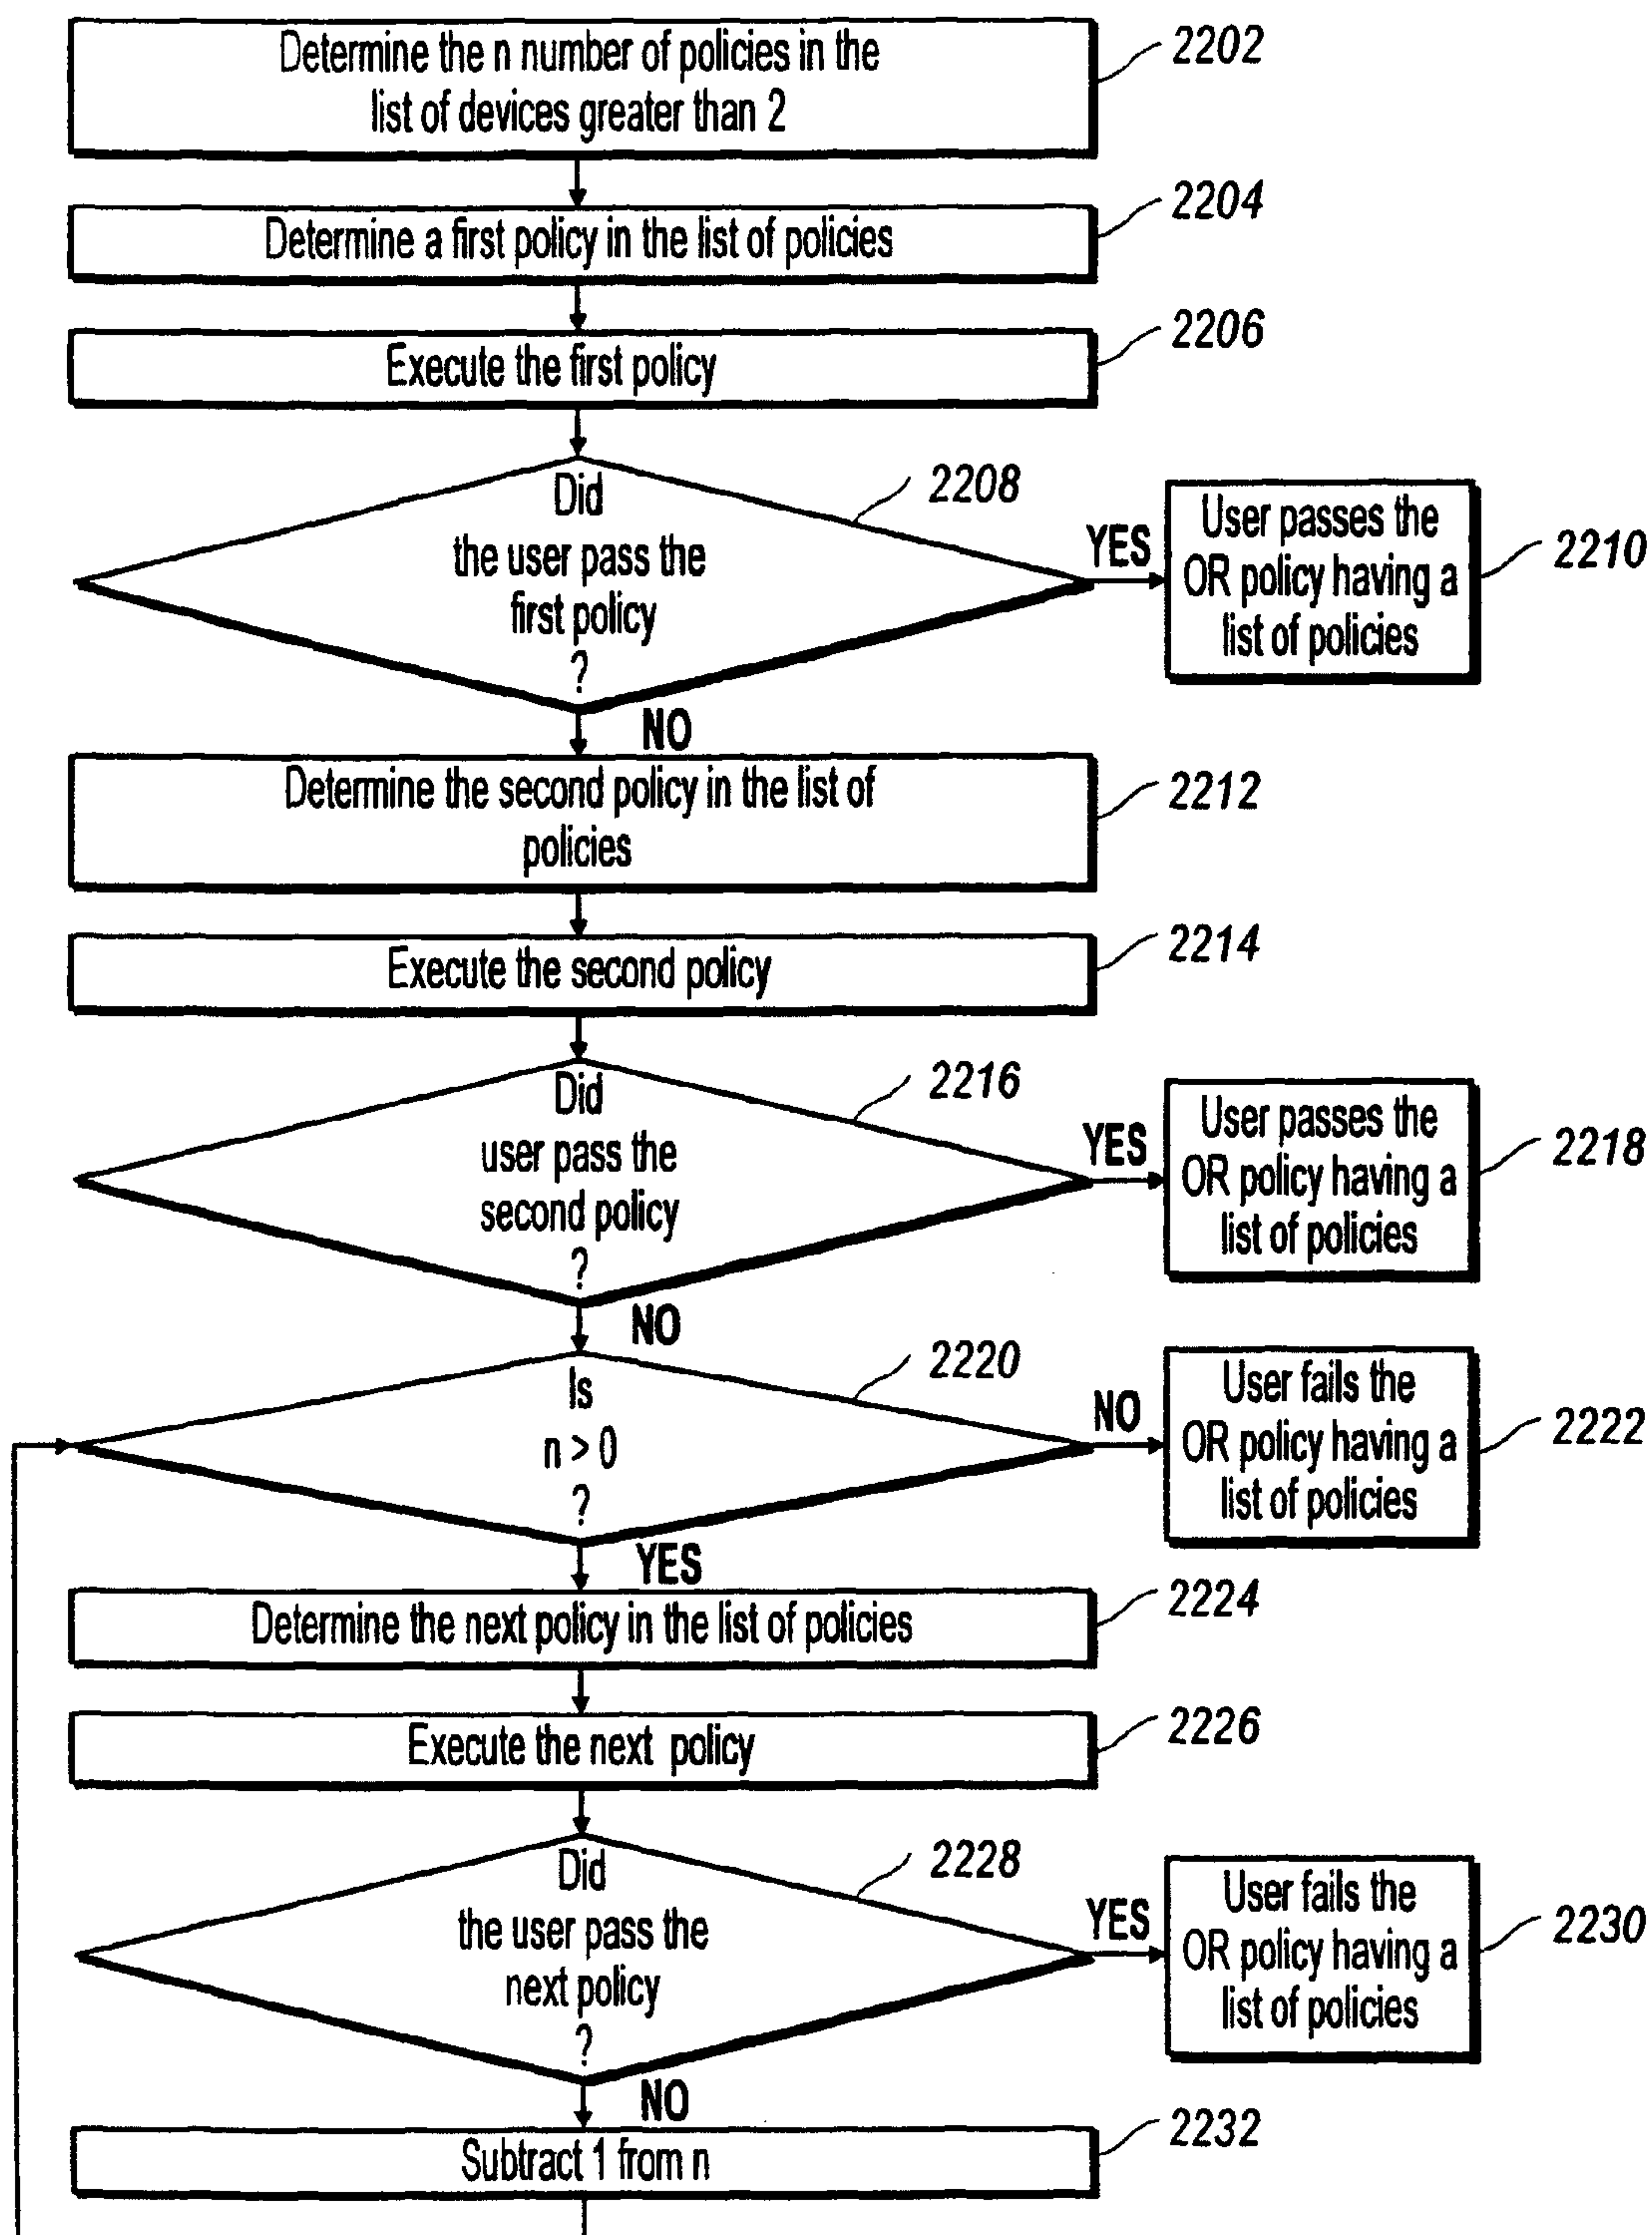 Determine the n number of policies in the
list of devices greater than 2
2202
Determine a first policy in the list of policies
2204
Execute the first policy
2206
Did
the user pass the
first policy
?
2208
YES
User passes the
OR policy having a
list of policies
2210
NO
Determine the second policy in the list of
policies
2212
Execute the second policy
2214
Did
user pass the
second policy
?
2216
YES
User passes the
OR policy having a
list of policies
2218
NO
Is
n > 0
?
2220
NO
User fails the
OR policy having a
list of policies
2222
YES
Determine the next policy in the list of policies
2224
Execute the next policy
2226
Did
the user pass the
next policy
?
2228
YES
User fails the
OR policy having a
list of policies
2230
NO
Subtract 1 from n
2232